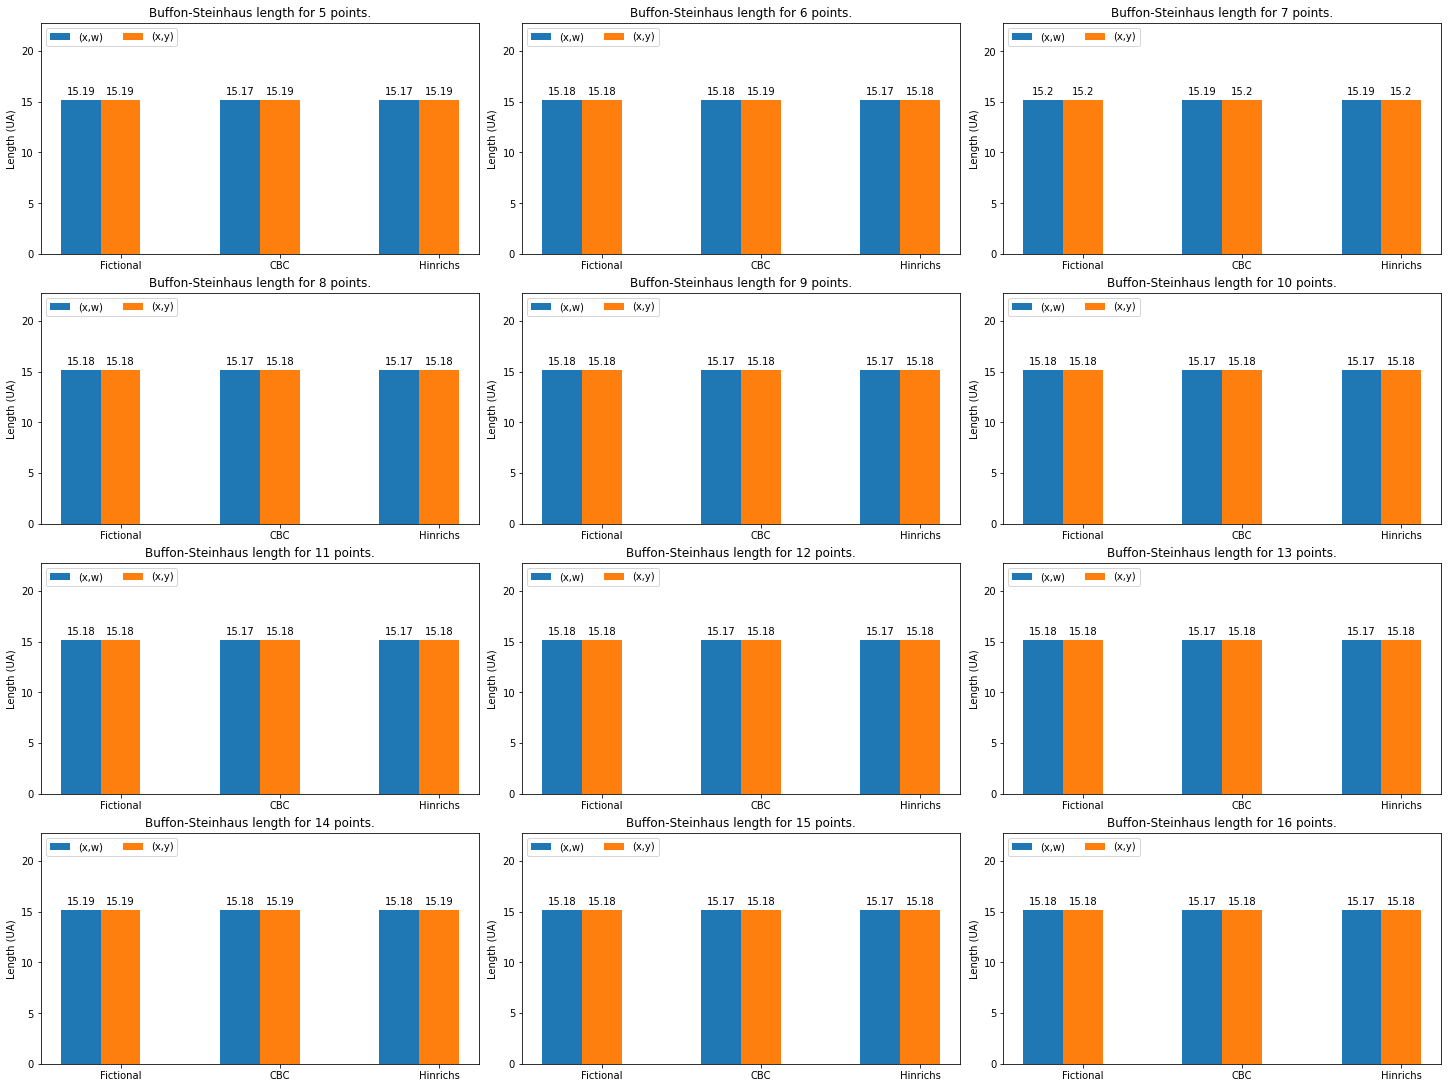 Buffon-Steinhaus length for 5 points.
(x,w) (x,y)
20
15
10
5
0
Length (UA)
15.19 15.19 15.17 15.19 15.17 15.19
Fictional CBC Hinrichs
Buffon-Steinhaus length for 6 points.
(x,w) (x,y)
20
15
10
5
0
Length (UA)
15.18 15.18 15.18 15.19 15.17 15.18
Fictional CBC Hinrichs
Buffon-Steinhaus length for 7 points.
(x,w) (x,y)
20
15
10
5
0
Length (UA)
15.2 15.2 15.19 15.2 15.19 15.2
Fictional CBC Hinrichs
Buffon-Steinhaus length for 8 points.
(x,w) (x,y)
20
15
10
5
0
Length (UA)
15.18 15.18 15.17 15.18 15.17 15.18
Fictional CBC Hinrichs
Buffon-Steinhaus length for 9 points.
(x,w) (x,y)
20
15
10
5
0
Length (UA)
15.18 15.18 15.17 15.18 15.17 15.18
Fictional CBC Hinrichs
Buffon-Steinhaus length for 10 points.
(x,w) (x,y)
20
15
10
5
0
Length (UA)
15.18 15.18 15.17 15.18 15.17 15.18
Fictional CBC Hinrichs
Buffon-Steinhaus length for 11 points.
(x,w) (x,y)
20
15
10
5
0
Length (UA)
15.18 15.18 15.17 15.18 15.17 15.18
Fictional CBC Hinrichs
Buffon-Steinhaus length for 12 points.
(x,w) (x,y)
20
15
10
5
0
Length (UA)
15.18 15.18 15.17 15.18 15.17 15.18
Fictional CBC Hinrichs
Buffon-Steinhaus length for 13 points.
(x,w) (x,y)
20
15
10
5
0
Length (UA)
15.18 15.18 15.17 15.18 15.17 15.18
Fictional CBC Hinrichs
Buffon-Steinhaus length for 14 points.
(x,w) (x,y)
20
15
10
5
0
Length (UA)
15.19 15.19 15.18 15.19 15.18 15.19
Fictional CBC Hinrichs
Buffon-Steinhaus length for 15 points.
(x,w) (x,y)
20
15
10
5
0
Length (UA)
15.18 15.18 15.17 15.18 15.17 15.18
Fictional CBC Hinrichs
Buffon-Steinhaus length for 16 points.
(x,w) (x,y)
20
15
10
5
0
Length (UA)
15.18 15.18 15.17 15.18 15.17 15.18
Fictional CBC Hinrichs